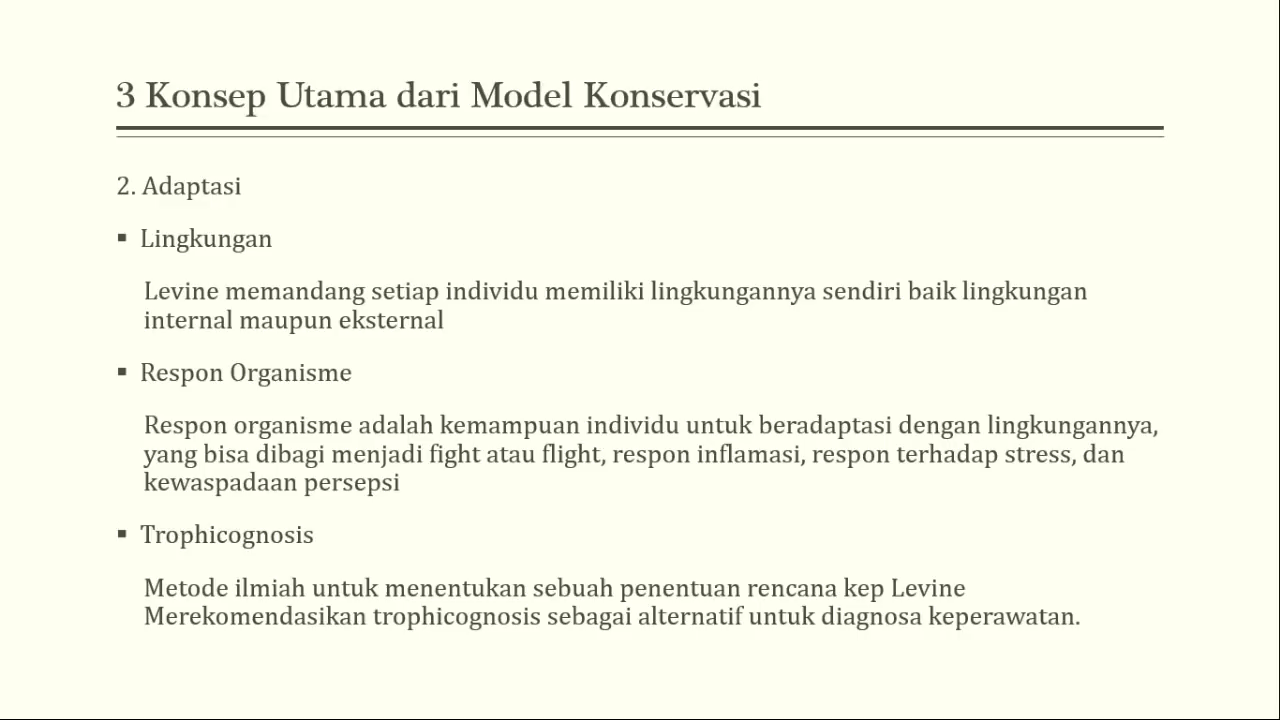 3 Konsep Utama dari Model Konservasi
2. Adaptasi
▪ Lingkungan
Levine memandang setiap individu memiliki lingkungannya sendiri baik lingkungan
internal maupun eksternal
▪ Respon Organisme
Respon organisme adalah kemampuan individu untuk beradaptasi dengan lingkungannya,
yang bisa dibagi menjadi fight atau flight, respon inflamasi, respon terhadap stress, dan
kewaspadaan persepsi
▪ Trophicognosis
Metode ilmiah untuk menentukan sebuah penentuan rencana kep Levine
Merekomendasikan trophicognosis sebagai alternatif untuk diagnosa keperawatan.